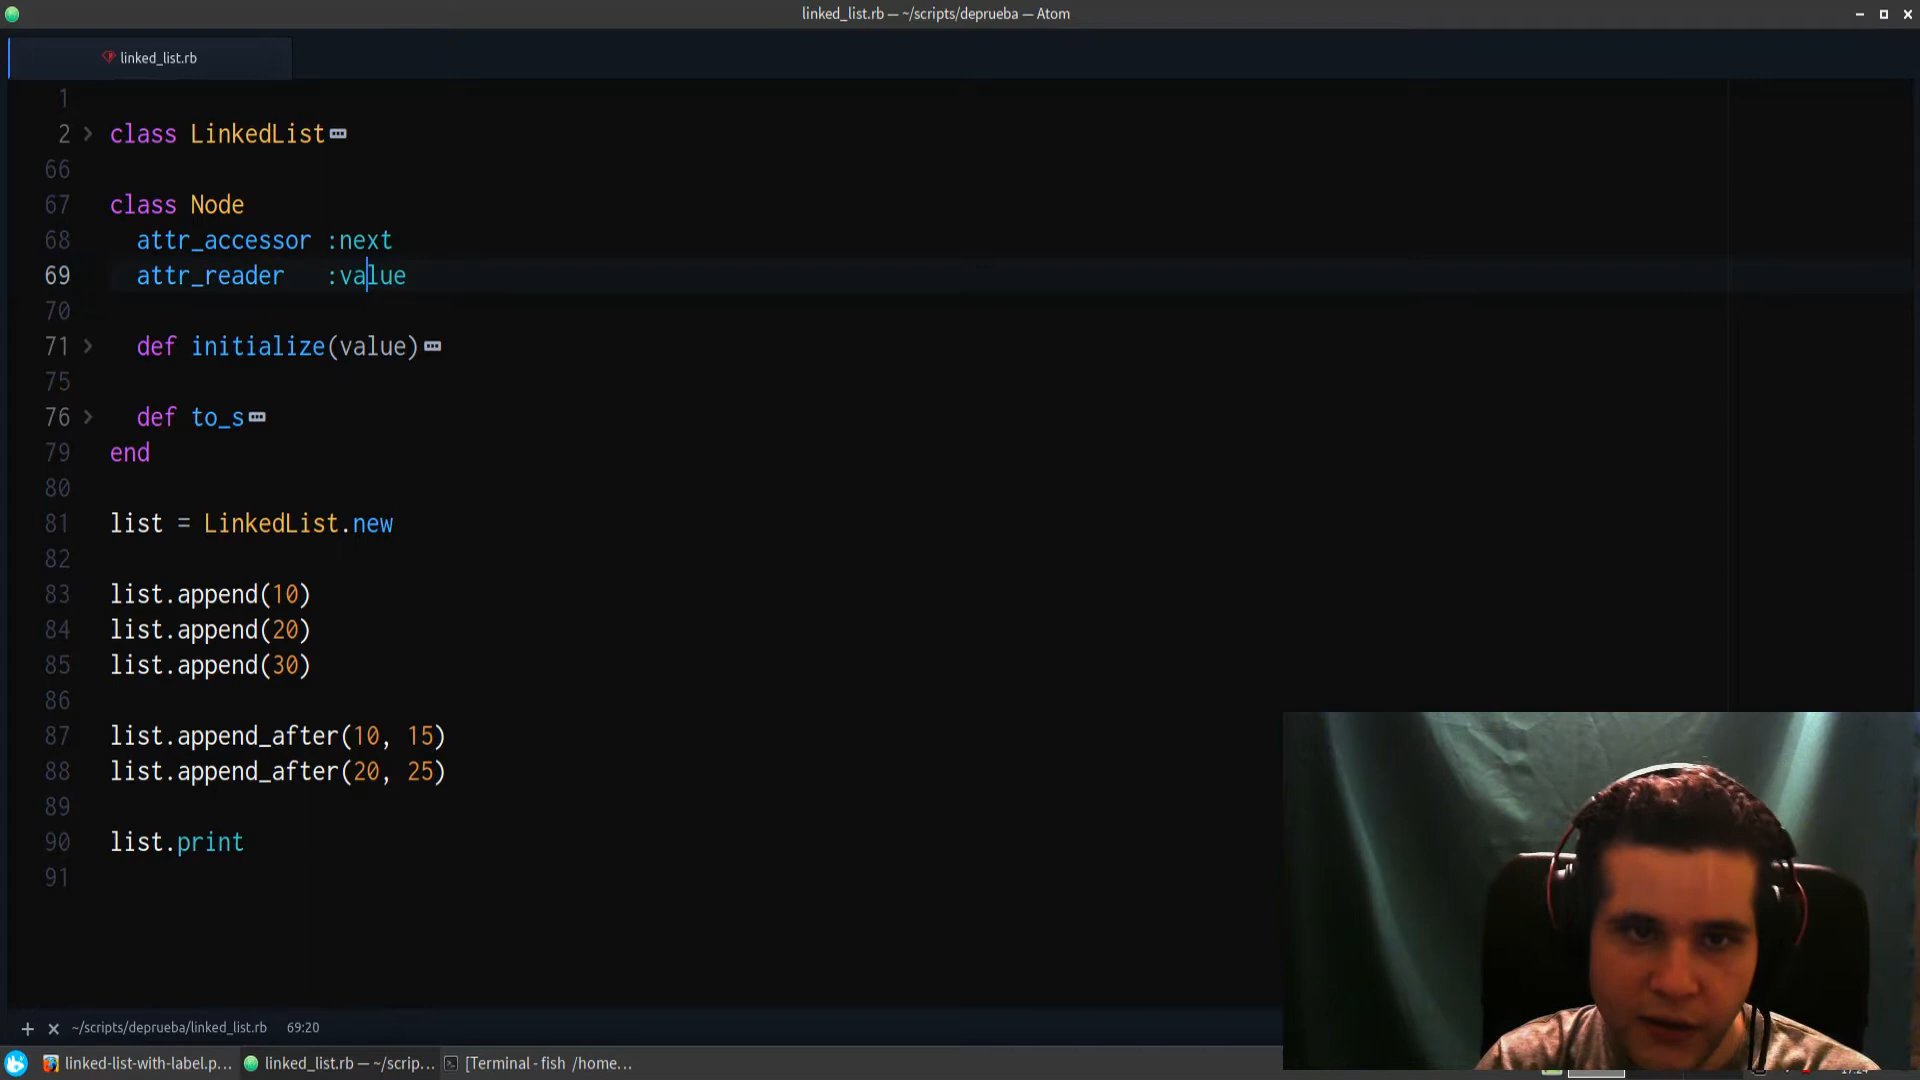 linked_list.rb — ~/scripts/deprueba — Atom
linked_list.rb
1
2 class LinkedList
66
67 class Node
68 attr_accessor :next
69 attr_reader :value
70
71 def initialize(value)
75
76 def to_s
79 end
80
81 list = LinkedList.new
82
83 list.append(10)
84 list.append(20)
85 list.append(30)
86
87 list.append_after(10, 15)
88 list.append_after(20, 25)
89
90 list.print
91
~/scripts/deprueba/linked_list.rb 69:20
linked-list-with-label.p... linked_list.rb — ~/scrip... [Terminal - fish /home...